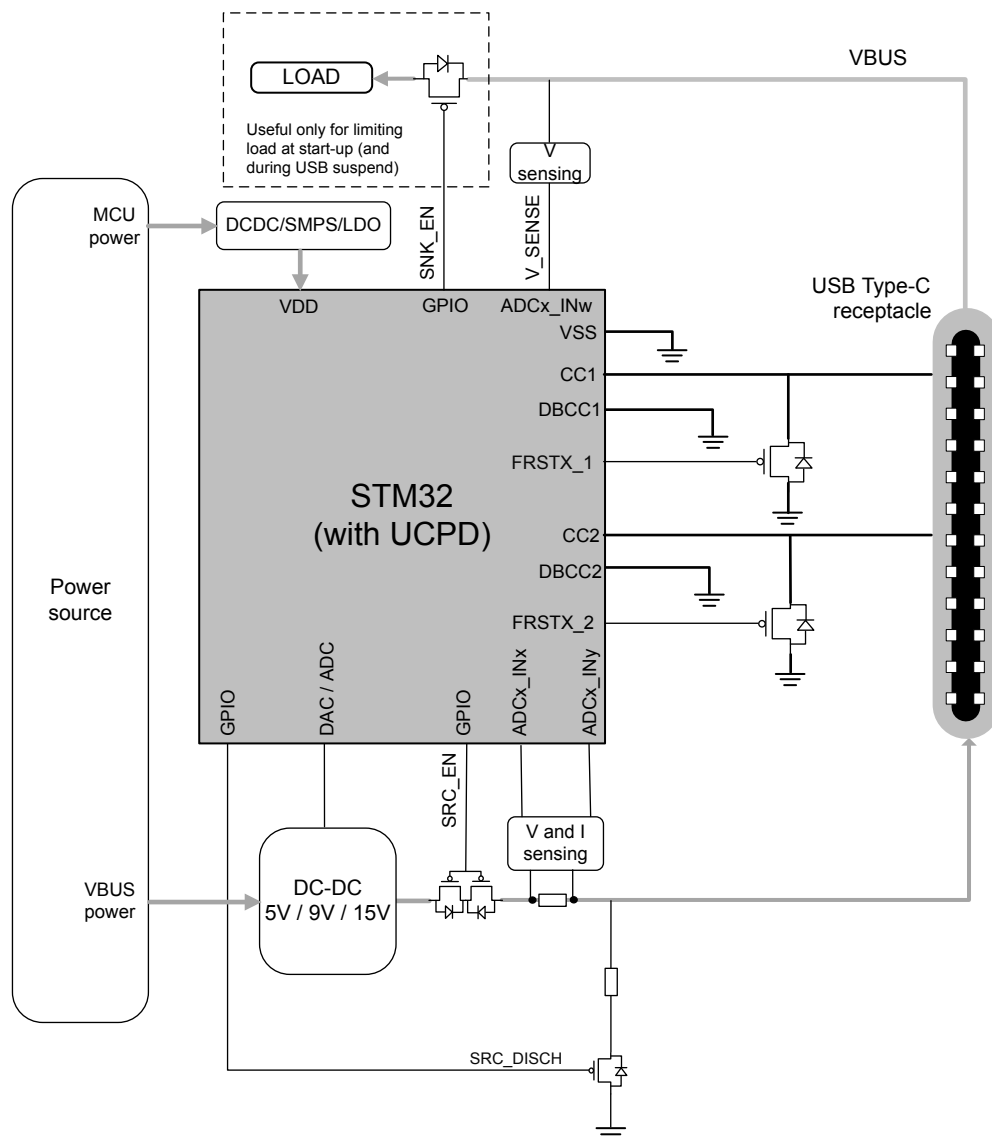 LOAD
VBUS
Useful only for limiting
load at start-up (and
during USB suspend)
V
sensing
MCU
power
DCDC/SMPS/LDO
SNK_EN
V_SENSE
USB Type-C
receptacle
VDD
GPIO
ADCx_INw
VSS
CC1
DBCC1
FRSTX_1
STM32
(with UCPD)
CC2
DBCC2
FRSTX_2
Power
source
GPIO
DAC / ADC
GPIO
ADCx_INx
ADCx_INy
SRC_EN
V and I
sensing
VBUS
power
DC-DC
5V / 9V / 15V
SRC_DISCH